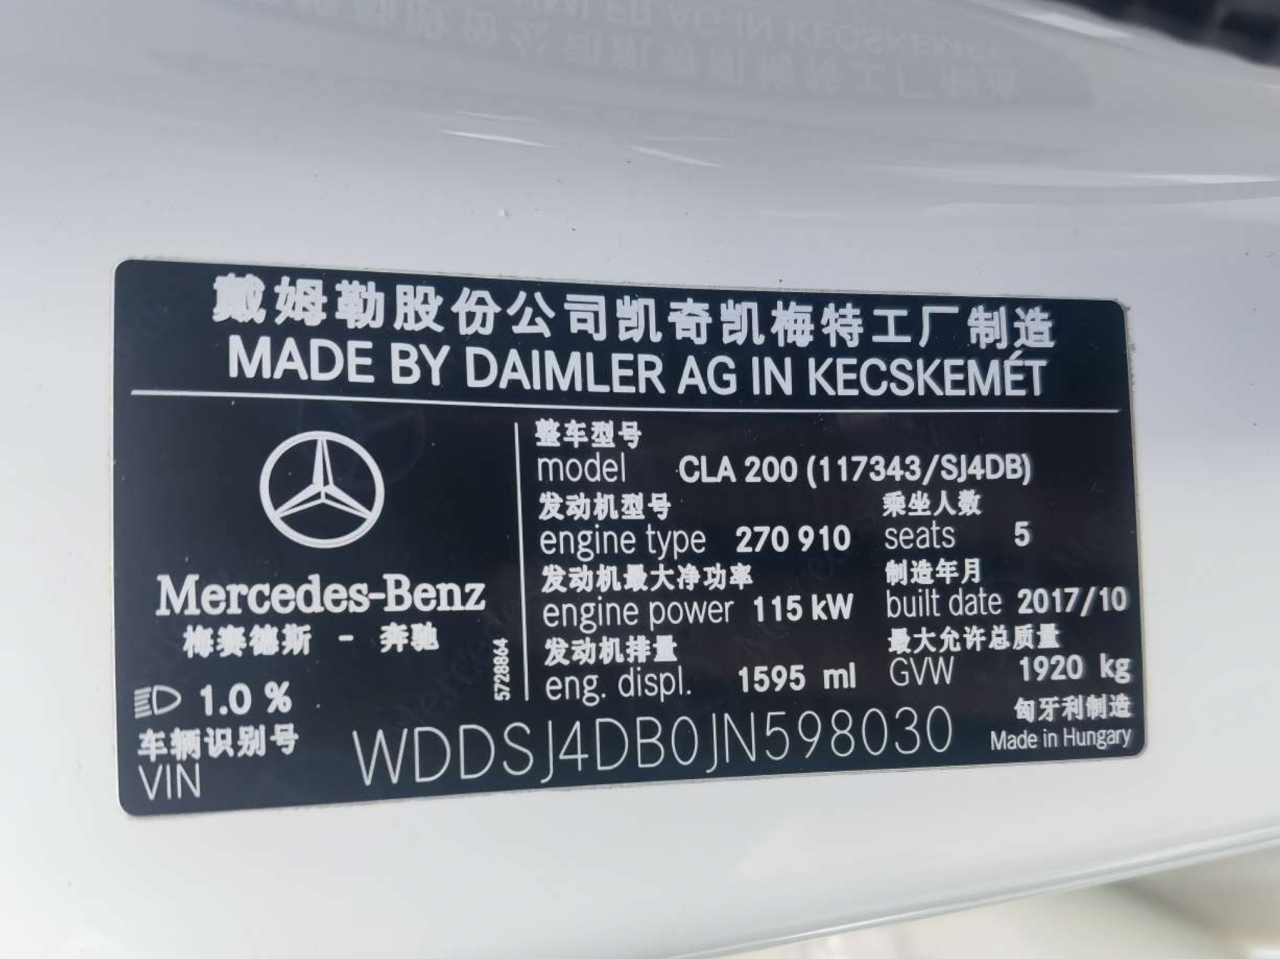 戴姆勒股份公司凯奇凯梅特工厂制造
MADE BY DAIMLER AG IN KECSKEMÉT
整车型号
model CLA 200 (117343/SJ4DB)
发动机型号 乘坐人数
engine type 270 910 seats 5
发动机最大净功率 制造年月
engine power 115 kW built date 2017/10
发动机排量 最大允许总质量
eng. displ. 1595 ml GVW 1920 kg
Mercedes-Benz
梅赛德斯 - 奔驰
5728864
1.0 %
车辆识别号
VIN WDDSJ4DB0JN598030
匈牙利制造
Made in Hungary